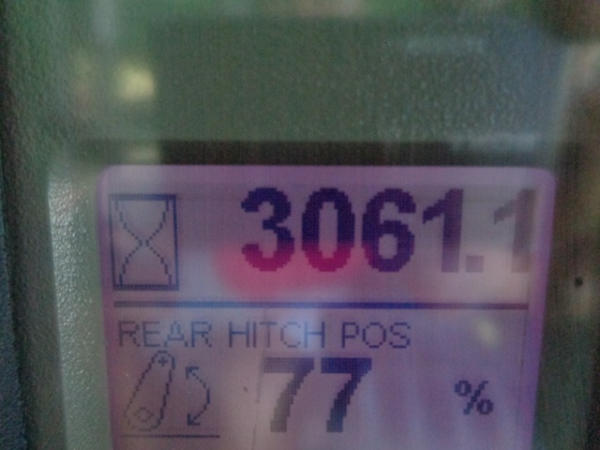 3061.1
REAR HITCH POS
77 %